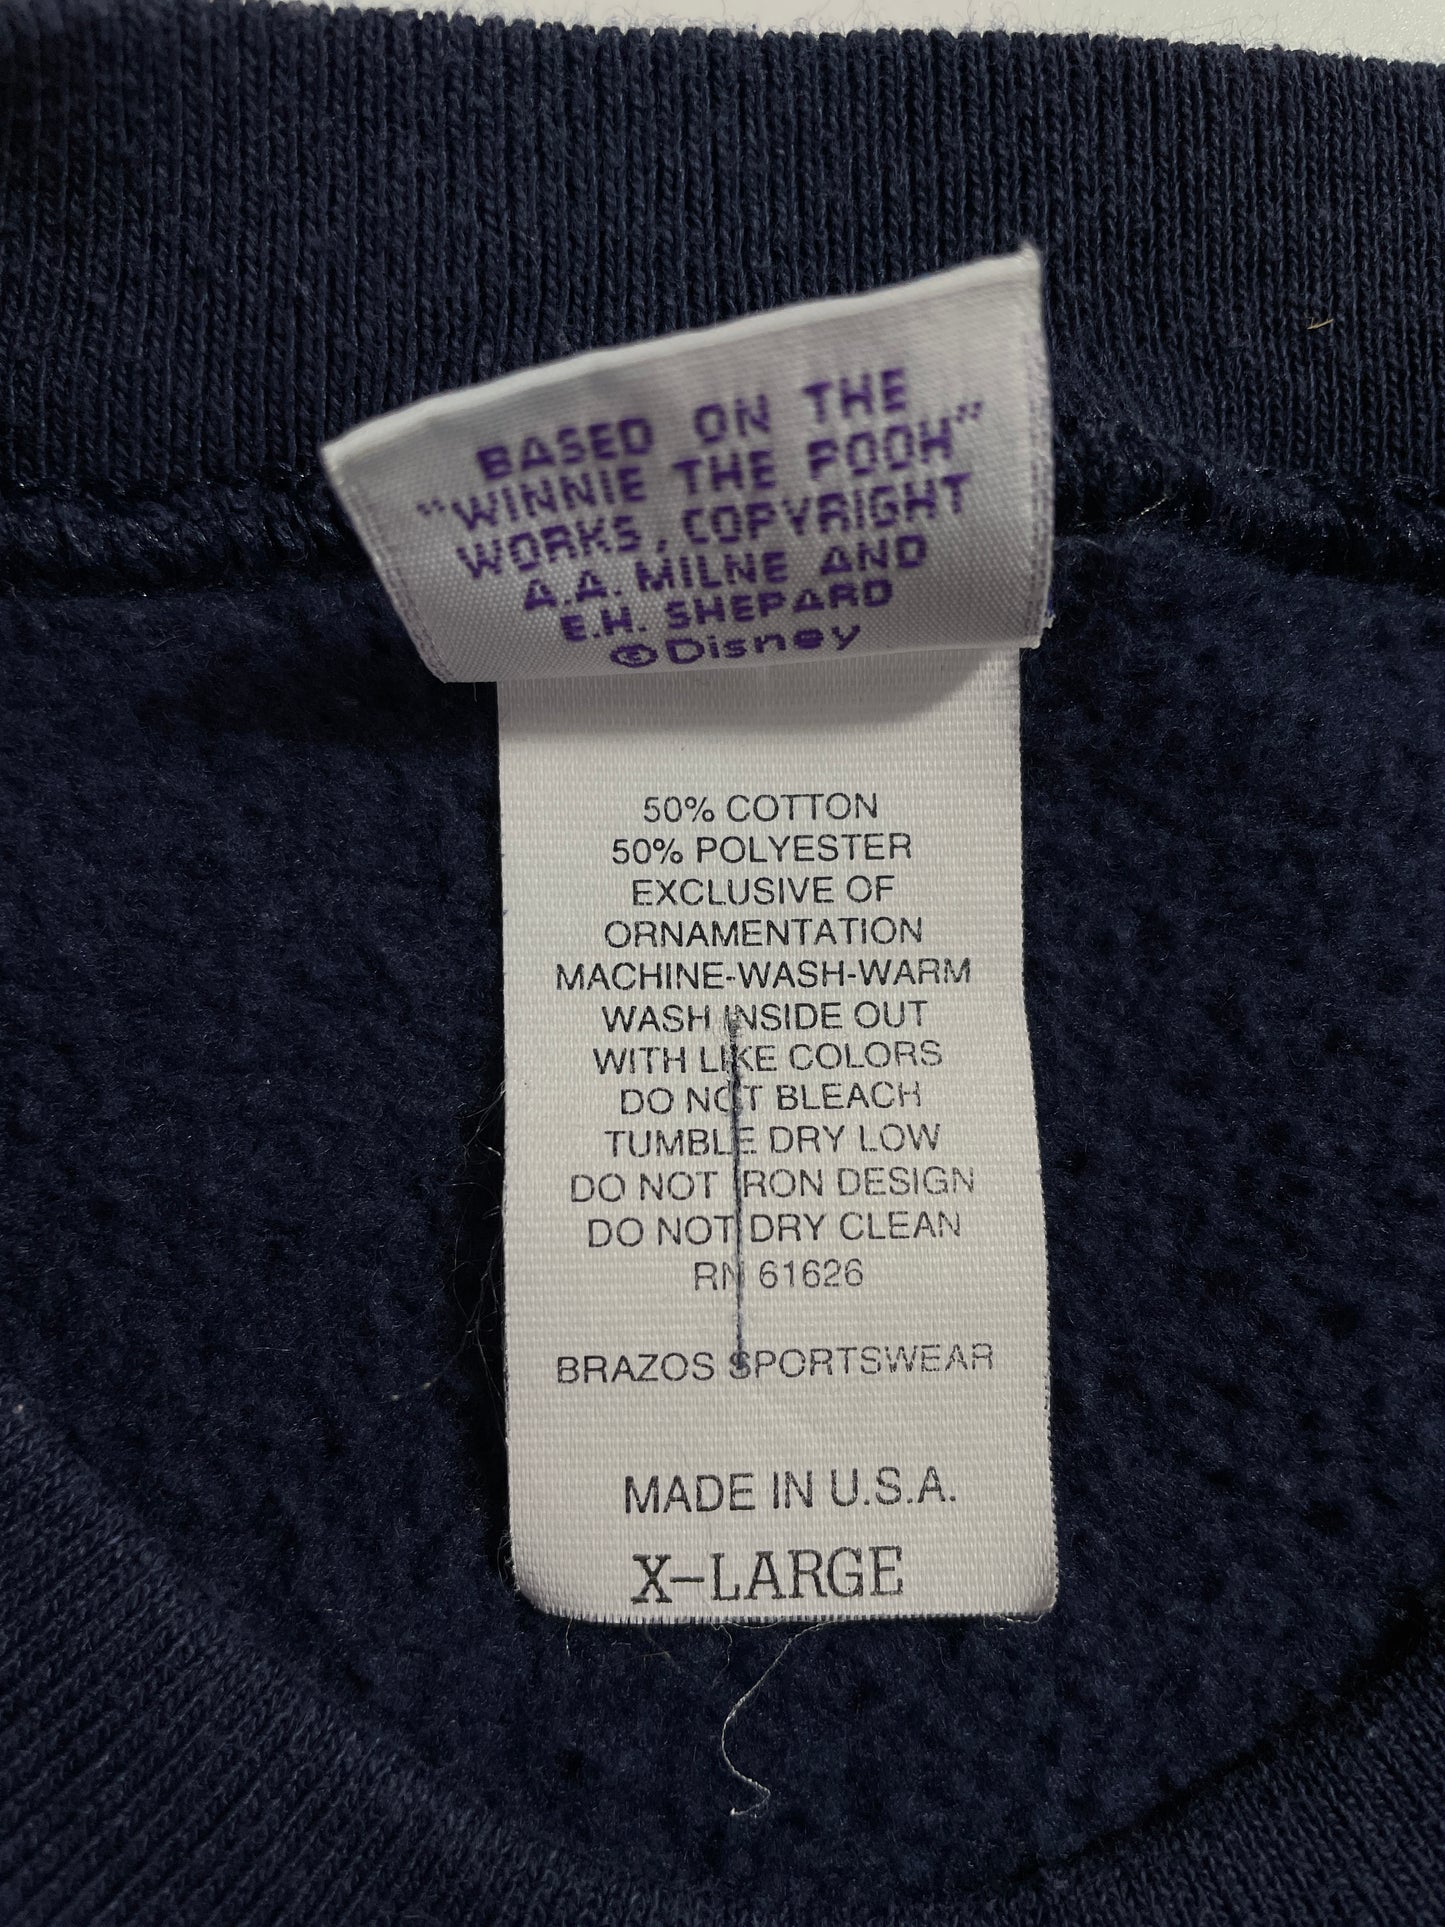 BASED ON THE
"WINNIE THE POOH"
WORKS, COPYRIGHT
A.A. MILNE AND
E.H. SHEPARD
©Disney
50% COTTON
50% POLYESTER
EXCLUSIVE OF
ORNAMENTATION
MACHINE-WASH-WARM
WASH INSIDE OUT
WITH LIKE COLORS
DO NOT BLEACH
TUMBLE DRY LOW
DO NOT IRON DESIGN
DO NOT DRY CLEAN
RN 61626
BRAZOS SPORTSWEAR
MADE IN U.S.A.
X-LARGE